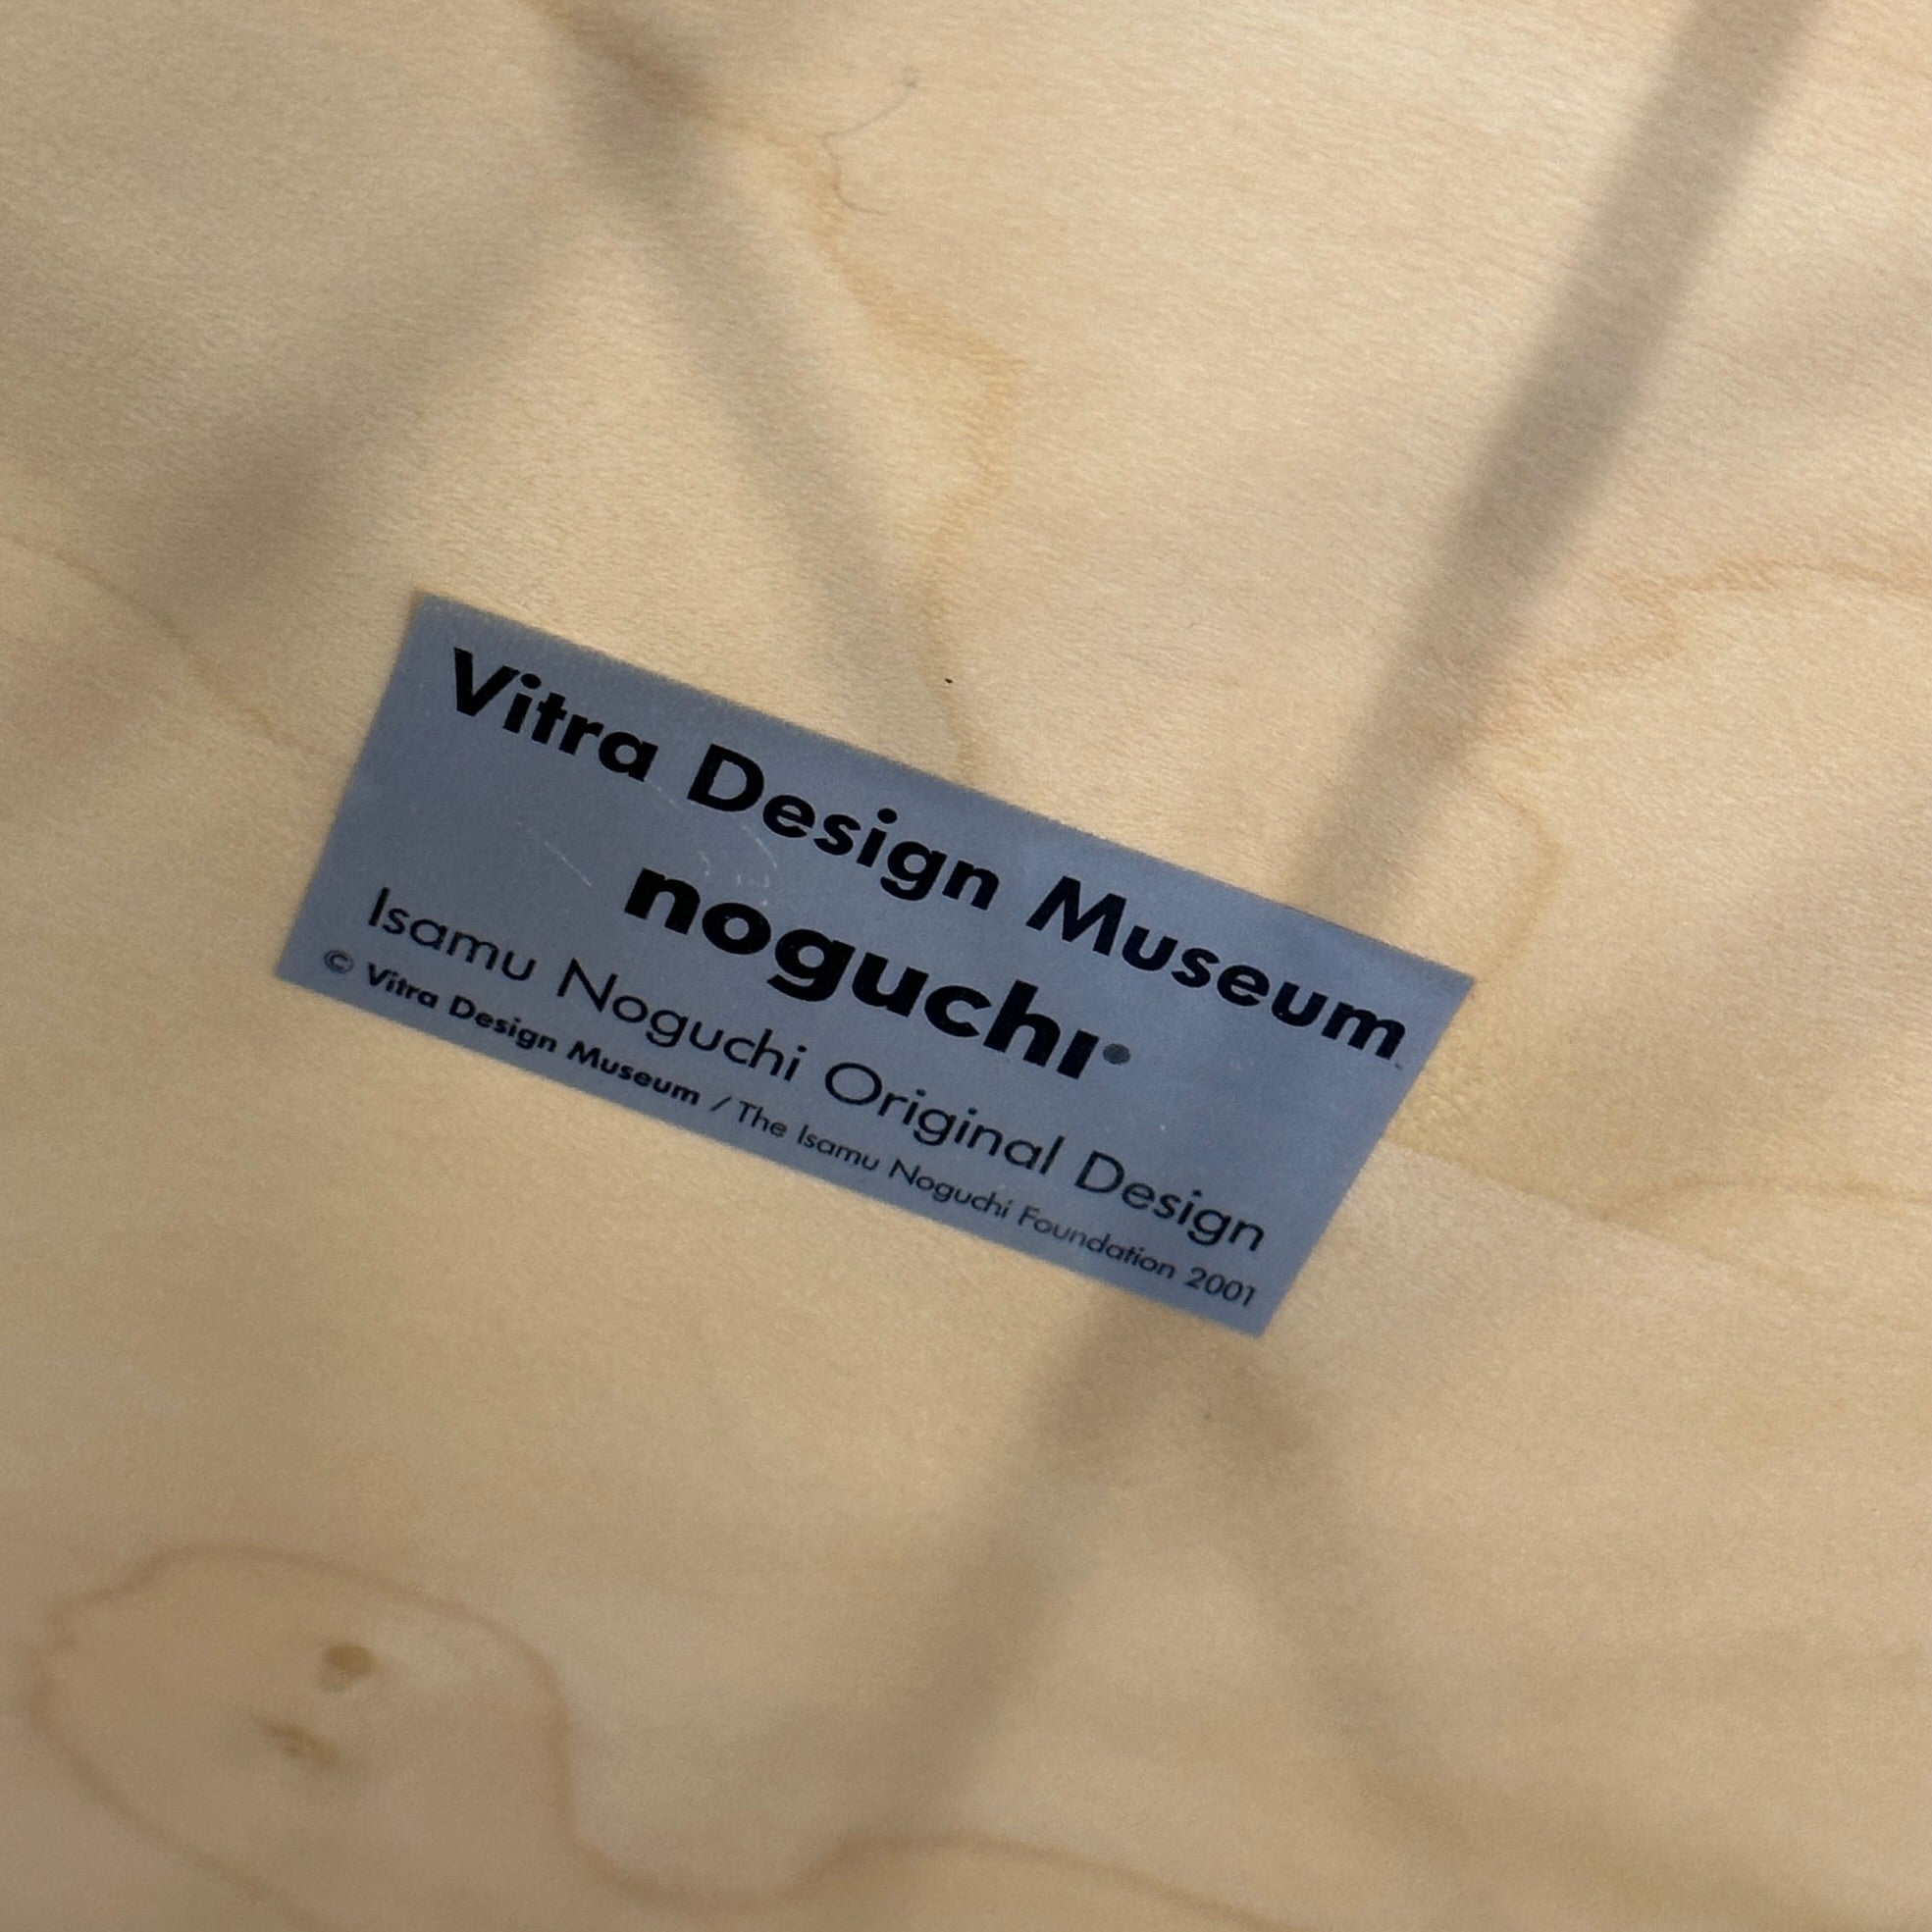 Vitra Design Museum
noguchi
Isamu Noguchi Original Design
© Vitra Design Museum / The Isamu Noguchi Foundation 2001